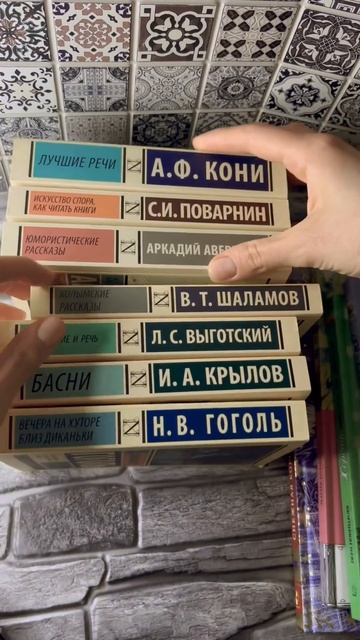 ЛУЧШИЕ РЕЧИ
А.Ф. КОНИ
ИСКУССТВО СПОРА.
КАК ЧИТАТЬ КНИГИ
С.И. ПОВАРНИН
ЮМОРИСТИЧЕСКИЕ
РАССКАЗЫ
АРКАДИЙ АВЕР
КОЛЫМСКИЕ
РАССКАЗЫ
В. Т. ШАЛАМОВ
ИЕ И РЕЧЬ
Л. С. ВЫГОТСКИЙ
БАСНИ
И. А. КРЫЛОВ
ВЕЧЕРА НА ХУТОРЕ
БЛИЗ ДИКАНЬКИ
Н. В. ГОГОЛЬ